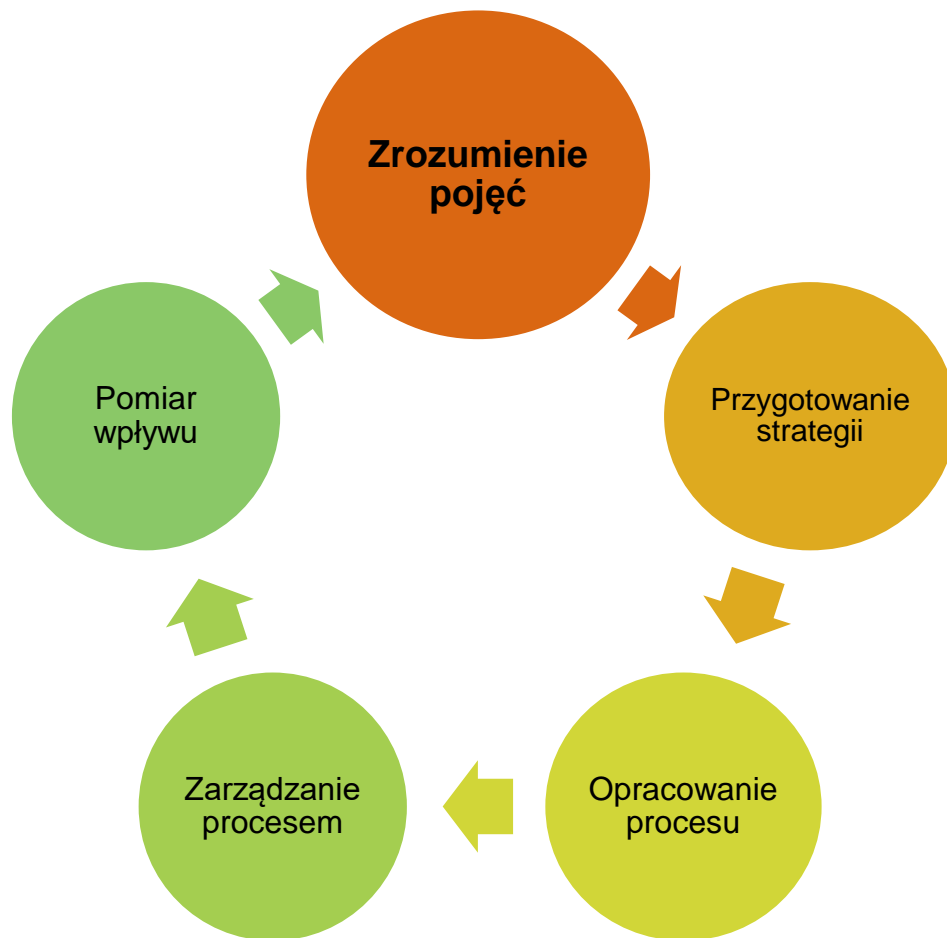 Zrozumienie
pojęć
Przygotowanie
strategii
Opracowanie
procesu
Zarządzanie
procesem
Pomiar
wpływu